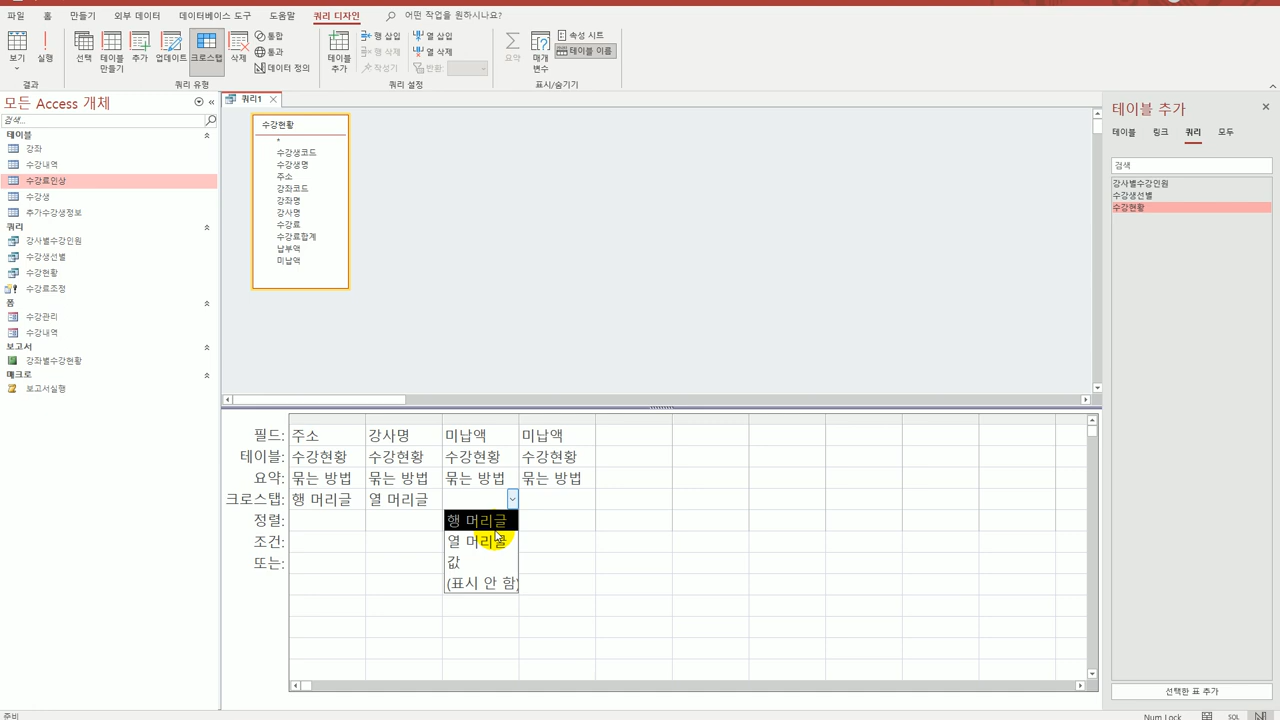 파일 홈 만들기 외부 데이터 데이터베이스 도구 도움말 쿼리 디자인 어떤 작업을 원하시나요?
보기 실행 선택 테이블 만들기 추가 업데이트 크로스탭 삭제 통합 통과 데이터 정의 테이블 추가 행 삽입 행 삭제 작성기 열 삽입 열 삭제 반환: 요약 매개 변수 속성 시트 테이블 이름
결과 쿼리 유형 쿼리 설정 표시/숨기기
모든 Access 개체
검색...
테이블
강좌
수강내역
수강료인상
수강생
추가수강생정보
쿼리
강사별수강인원
수강생선별
수강현황
수강료조정
폼
수강관리
수강내역
보고서
강좌별수강현황
매크로
보고서실행
쿼리1
수강현황
*
수강생코드
수강생명
주소
강좌코드
강좌명
강사명
수강료
수강료합계
납부액
미납액
필드: 주소 강사명 미납액 미납액
테이블: 수강현황 수강현황 수강현황 수강현황
요약: 묶는 방법 묶는 방법 묶는 방법 묶는 방법
크로스탭: 행 머리글 열 머리글
정렬: 행 머리글
조건: 열 머리글
또는: 값
(표시 안 함)
테이블 추가
테이블 링크 쿼리 모두
검색
강사별수강인원
수강생선별
수강현황
선택한 표 추가
준비 Num Lock SQL